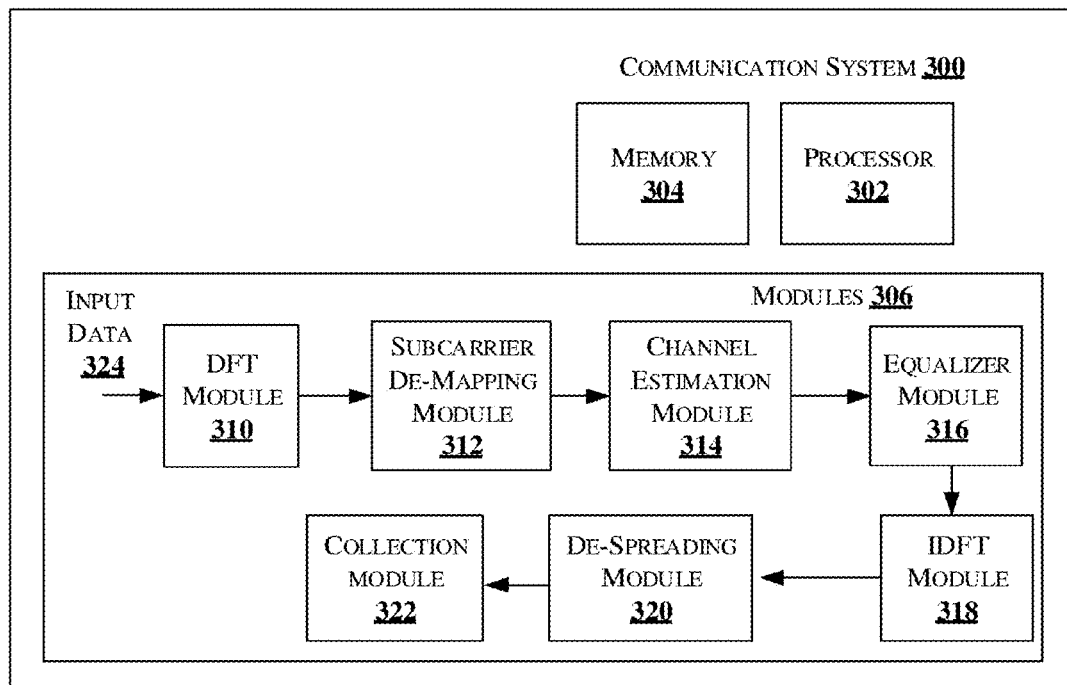 COMMUNICATION SYSTEM 300
MEMORY
304
PROCESSOR
302
MODULES 306
INPUT
DATA
324
DFT
MODULE
310
SUBCARRIER
DE-MAPPING
MODULE
312
CHANNEL
ESTIMATION
MODULE
314
EQUALIZER
MODULE
316
COLLECTION
MODULE
322
DE-SPREADING
MODULE
320
IDFT
MODULE
318